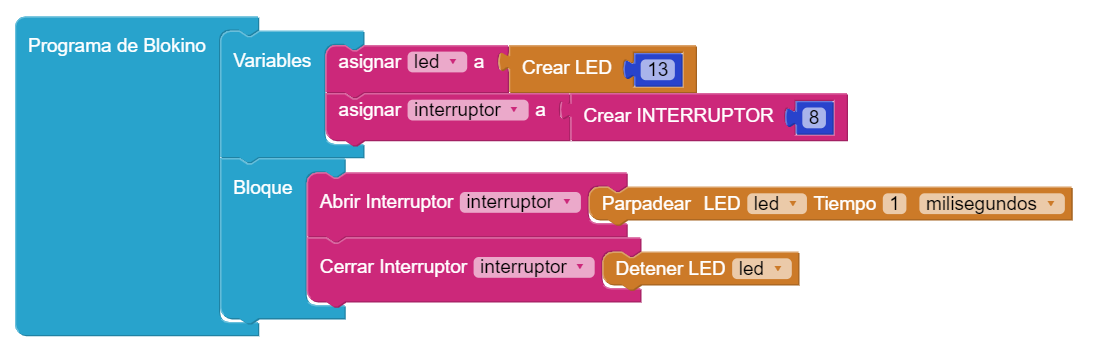 Programa de Blokino
Variables
asignar led a Crear LED 13
asignar interruptor a Crear INTERRUPTOR 8
Bloque
Abrir Interruptor interruptor Parpadear LED led Tiempo 1 milisegundos
Cerrar Interruptor interruptor Detener LED led